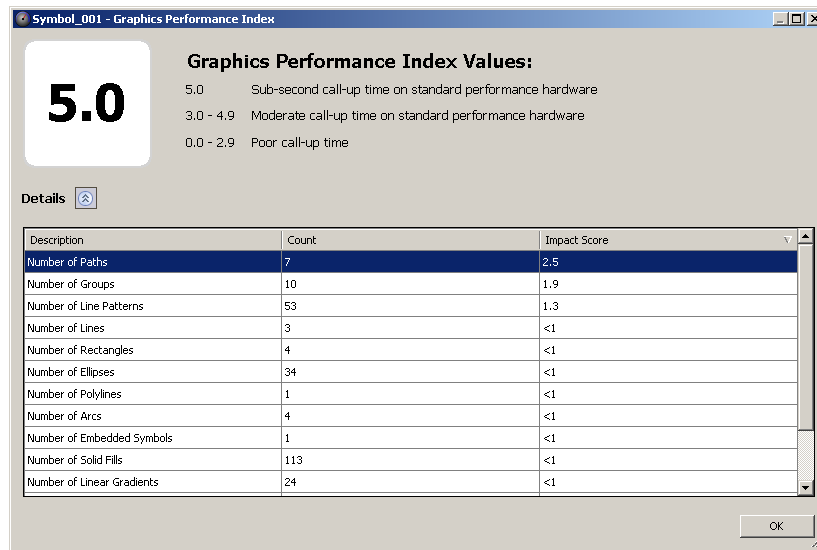 Symbol_001 - Graphics Performance Index
5.0
Graphics Performance Index Values:
5.0 Sub-second call-up time on standard performance hardware
3.0 - 4.9 Moderate call-up time on standard performance hardware
0.0 - 2.9 Poor call-up time
Details
Description Count Impact Score
Number of Paths 7 2.5
Number of Groups 10 1.9
Number of Line Patterns 53 1.3
Number of Lines 3 <1
Number of Rectangles 4 <1
Number of Ellipses 34 <1
Number of Polylines 1 <1
Number of Arcs 4 <1
Number of Embedded Symbols 1 <1
Number of Solid Fills 113 <1
Number of Linear Gradients 24 <1
OK